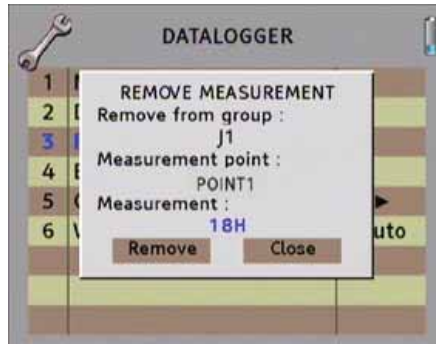 DATALOGGER
1
2
3
4
5
6 uto
REMOVE MEASUREMENT
Remove from group :
J1
Measurement point :
POINT1
Measurement :
18H
Remove Close